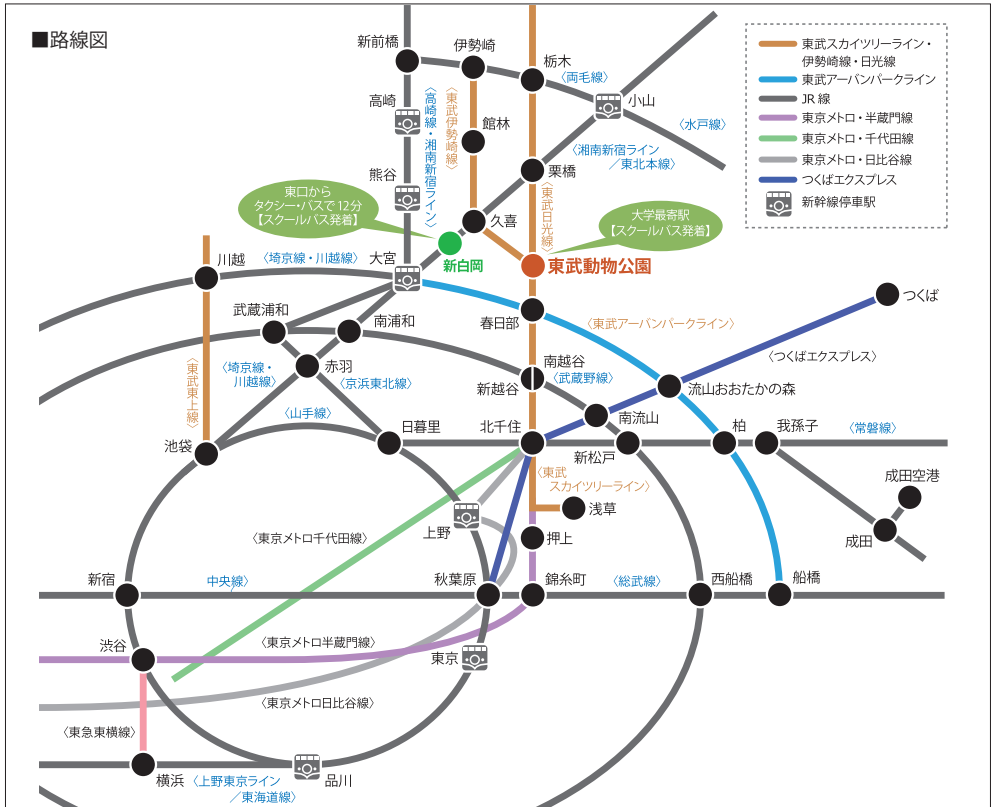 ■路線図
新前橋
伊勢崎
栃木
〈両毛線〉
小山
〈水戸線〉
高崎
〈高崎線・湘南新宿ライン〉
〈東武伊勢崎線〉
館林
〈湘南新宿ライン
／東北本線〉
栗橋
熊谷
東口から
タクシー・バスで12分
【スクールバス発着】
久喜
〈東武日光線〉
大学最寄駅
【スクールバス発着】
新白岡
東武動物公園
川越
〈埼京線・川越線〉
大宮
つくば
武蔵浦和
南浦和
春日部
〈東武アーバンパークライン〉
〈つくばエクスプレス〉
〈東武東上線〉
〈埼京線・
川越線〉
赤羽
〈京浜東北線〉
南越谷
〈武蔵野線〉
新越谷
流山おおたかの森
〈山手線〉
日暮里
北千住
南流山
柏
我孫子
〈常磐線〉
池袋
新松戸
〈東武
スカイツリーライン〉
成田空港
浅草
上野
押上
成田
〈東京メトロ千代田線〉
新宿
中央線〉
秋葉原
錦糸町
〈総武線〉
西船橋
船橋
渋谷
〈東京メトロ半蔵門線〉
東京
〈東京メトロ日比谷線〉
〈東急東横線〉
横浜
〈上野東京ライン
／東海道線〉
品川
東武スカイツリーライン・
伊勢崎線・日光線
東武アーバンパークライン
JR 線
東京メトロ・半蔵門線
東京メトロ・千代田線
東京メトロ・日比谷線
つくばエクスプレス
新幹線停車駅